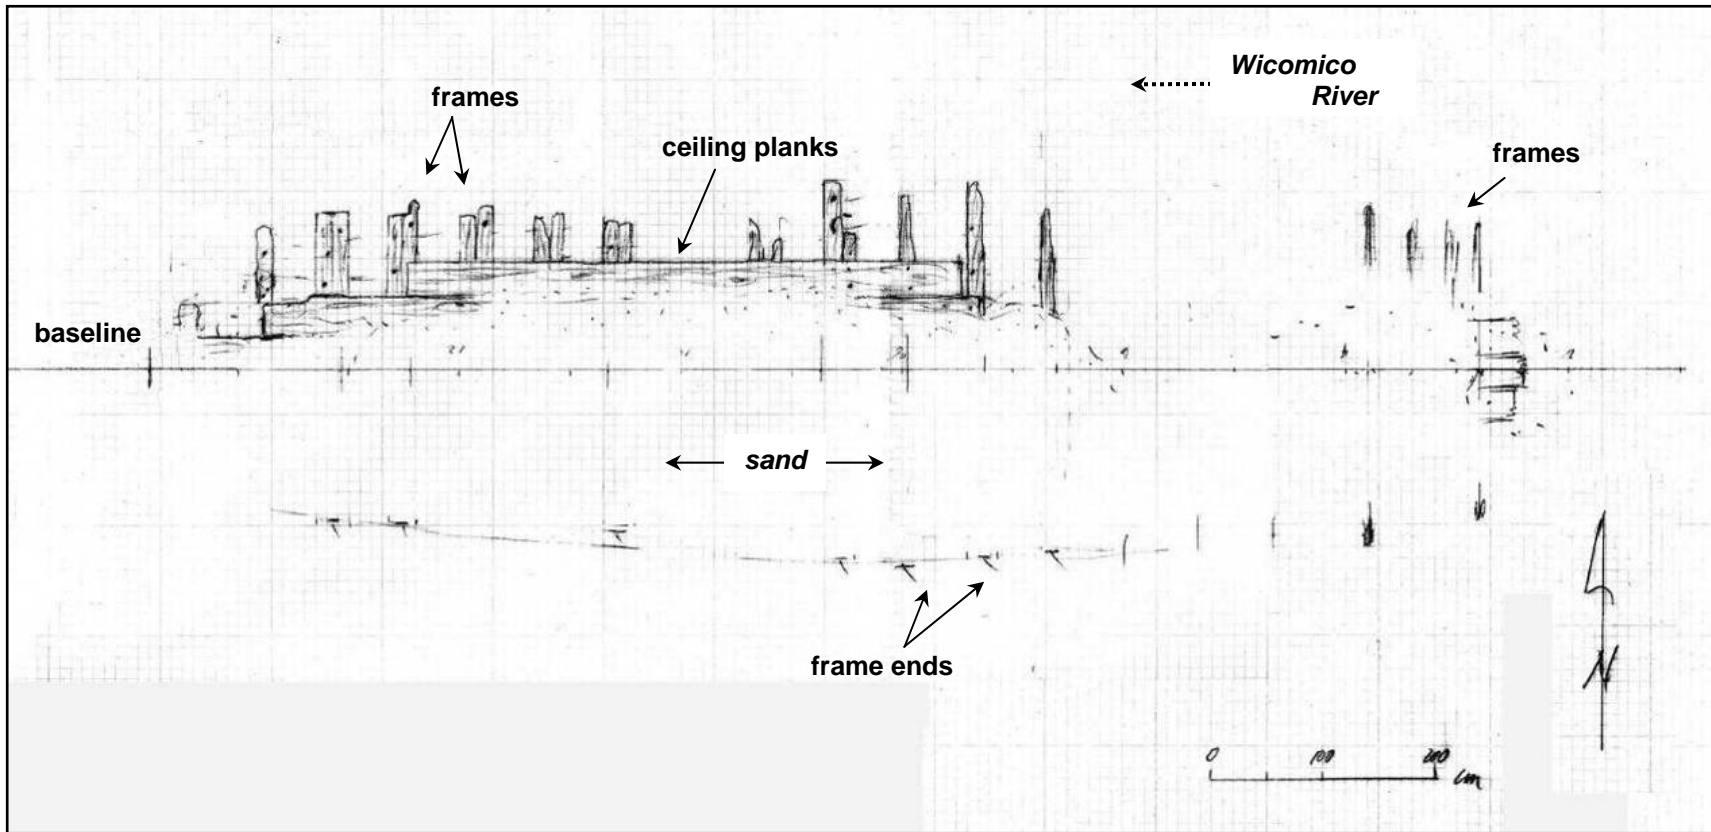 Wicomico
River
frames
ceiling planks
frames
baseline
sand
frame ends
N
0 100 200 cm